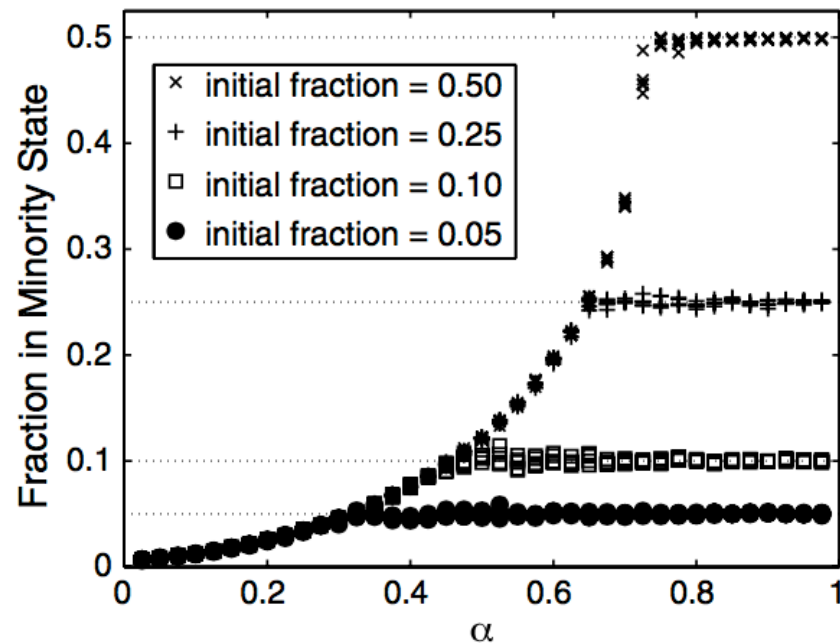 0.5
0.4
0.3
0.2
0.1
0
Fraction in Minority State
× initial fraction = 0.50
+ initial fraction = 0.25
□ initial fraction = 0.10
● initial fraction = 0.05
0 0.2 0.4 0.6 0.8 1
α